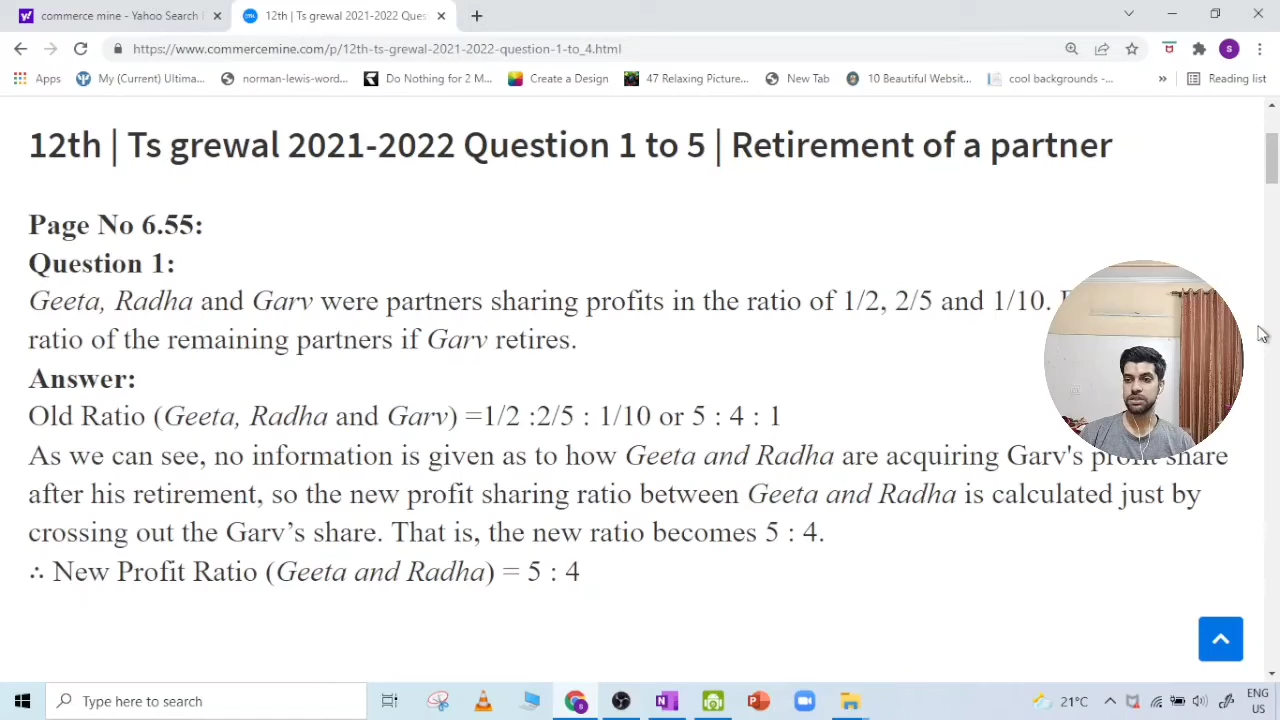 commerce mine - Yahoo Search
12th | Ts grewal 2021-2022 Ques
https://www.commercemine.com/p/12th-ts-grewal-2021-2022-question-1-to_4.html
Apps
My (Current) Ultima...
norman-lewis-word...
Do Nothing for 2 M...
Create a Design
47 Relaxing Picture...
New Tab
10 Beautiful Websit...
cool backgrounds -...
»
Reading list
12th | Ts grewal 2021-2022 Question 1 to 5 | Retirement of a partner
Page No 6.55:
Question 1:
Geeta, Radha and Garv were partners sharing profits in the ratio of 1/2, 2/5 and 1/10.
ratio of the remaining partners if Garv retires.
Answer:
Old Ratio (Geeta, Radha and Garv) =1/2 :2/5 : 1/10 or 5 : 4 : 1
As we can see, no information is given as to how Geeta and Radha are acquiring Garv's profit share
after his retirement, so the new profit sharing ratio between Geeta and Radha is calculated just by
crossing out the Garv’s share. That is, the new ratio becomes 5 : 4.
∴ New Profit Ratio (Geeta and Radha) = 5 : 4
Type here to search
21°C
ENG
US